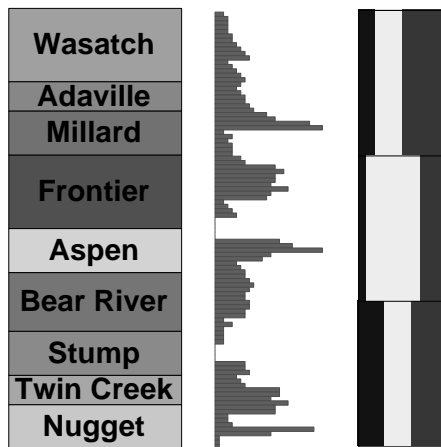 Wasatch
Adaville
Millard
Frontier
Aspen
Bear River
Stump
Twin Creek
Nugget